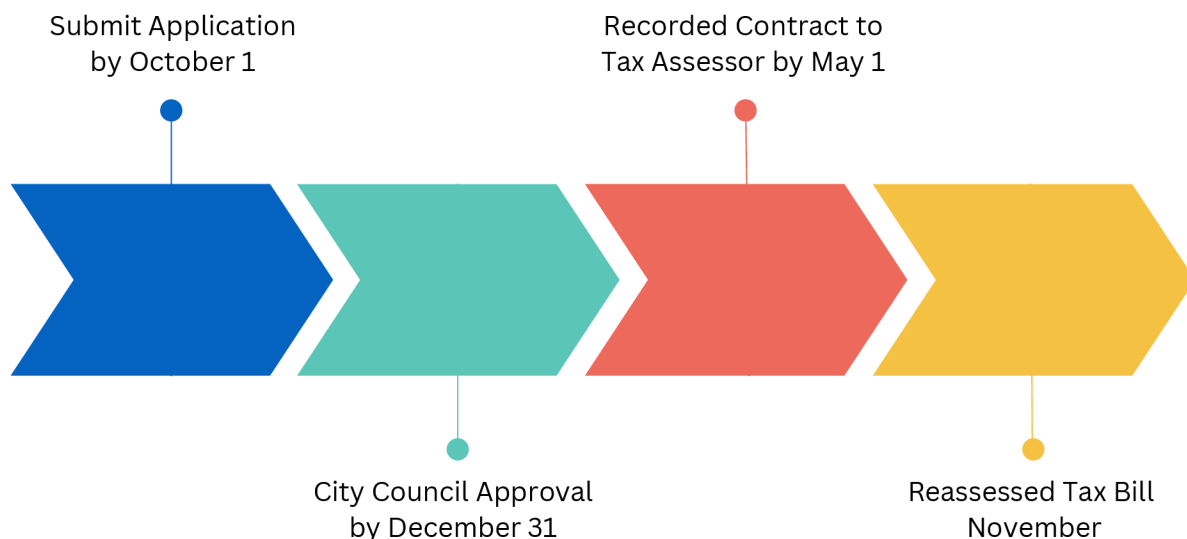 Submit Application
by October 1
City Council Approval
by December 31
Recorded Contract to
Tax Assessor by May 1
Reassessed Tax Bill
November